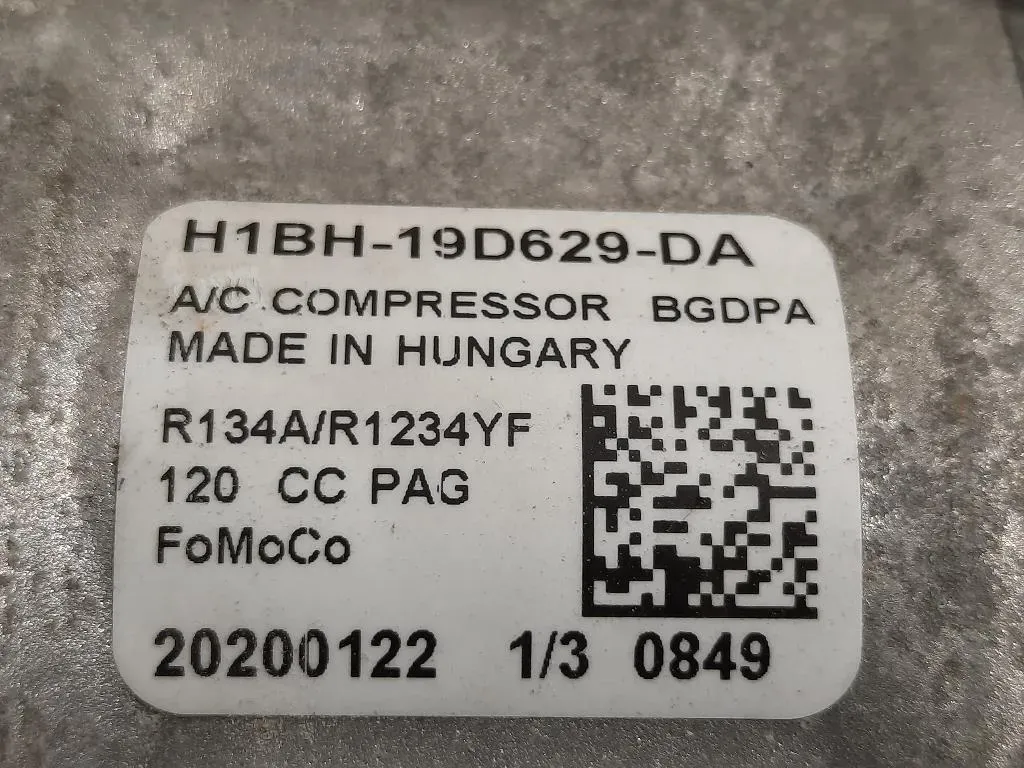 H1BH-19D629-DA
A/C COMPRESSOR BGDPA
MADE IN HUNGARY
R134A/R1234YF
120 CC PAG
FoMoCo
20200122 1/3 0849